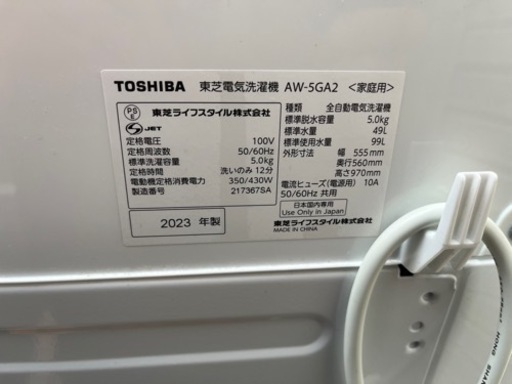 TOSHIBA 東芝電気洗濯機 AW-5GA2 <家庭用>
PS E
東芝ライフスタイル株式会社
JET
定格電圧 100V
定格周波数 50/60Hz
標準洗濯容量 5.0kg
定格時間 洗いのみ 12分
電動機定格消費電力 350/430W
製造番号 217367SA
2023 年製
種類 全自動電気洗濯機
標準脱水容量 5.0kg
標準水量 49L
標準使用水量 99L
外形寸法 幅 555mm
奥行560mm
高さ970mm
電流ヒューズ(電源用) 10A
50/60Hz 共用
日本国内専用
Use Only in Japan
東芝ライフスタイル株式会社
MADE IN CHINA